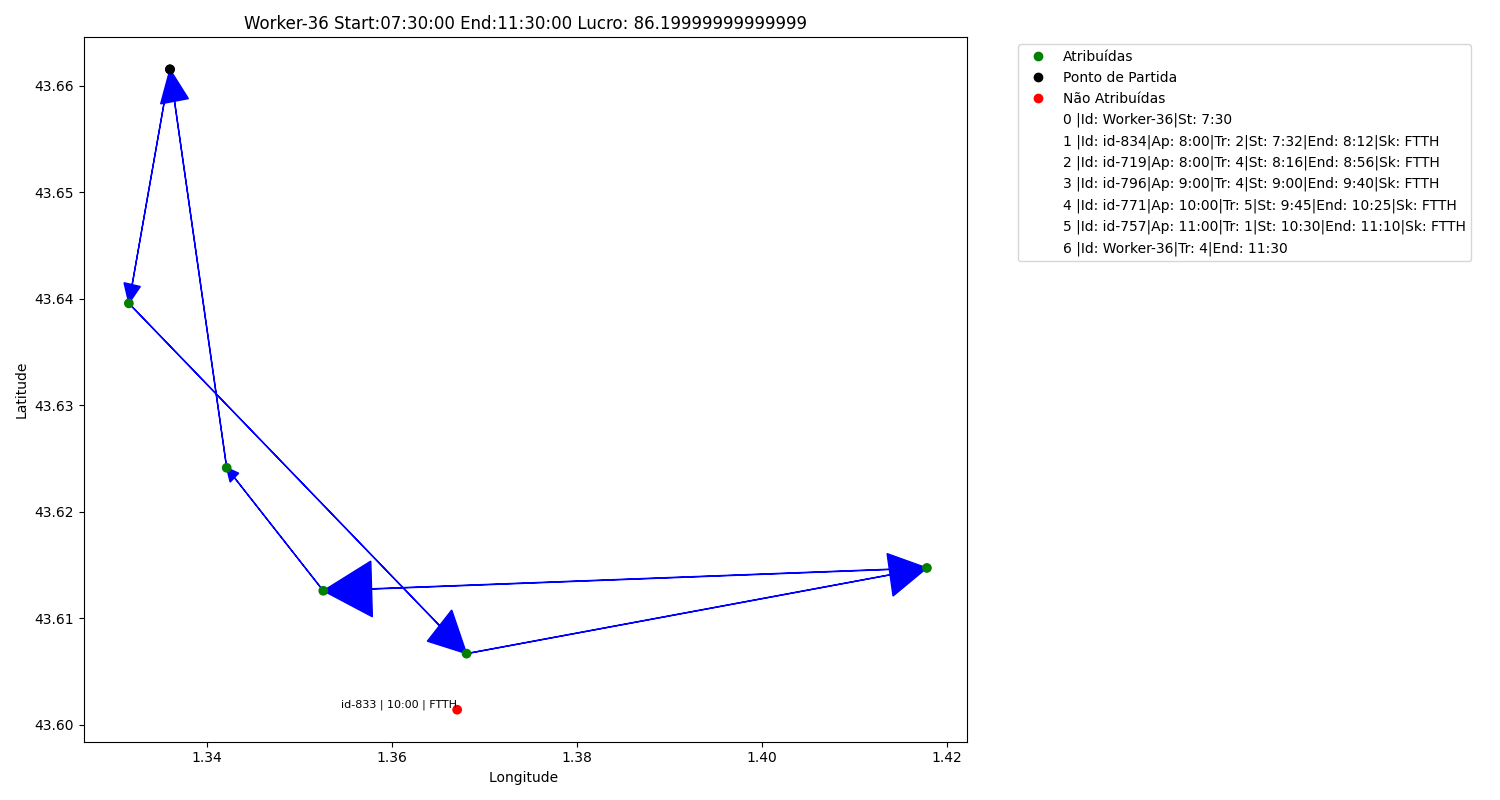 Worker-36 Start:07:30:00 End:11:30:00 Lucro: 86.19999999999999
Atribuídas
Ponto de Partida
Não Atribuídas
0 |Id: Worker-36|St: 7:30
1 |Id: id-834|Ap: 8:00|Tr: 2|St: 7:32|End: 8:12|Sk: FTTH
2 |Id: id-719|Ap: 8:00|Tr: 4|St: 8:16|End: 8:56|Sk: FTTH
3 |Id: id-796|Ap: 9:00|Tr: 4|St: 9:00|End: 9:40|Sk: FTTH
4 |Id: id-771|Ap: 10:00|Tr: 5|St: 9:45|End: 10:25|Sk: FTTH
5 |Id: id-757|Ap: 11:00|Tr: 1|St: 10:30|End: 11:10|Sk: FTTH
6 |Id: Worker-36|Tr: 4|End: 11:30
Latitude
43.66
43.65
43.64
43.63
43.62
43.61
43.60
id-833 | 10:00 | FTTH
1.34
1.36
1.38
1.40
1.42
Longitude